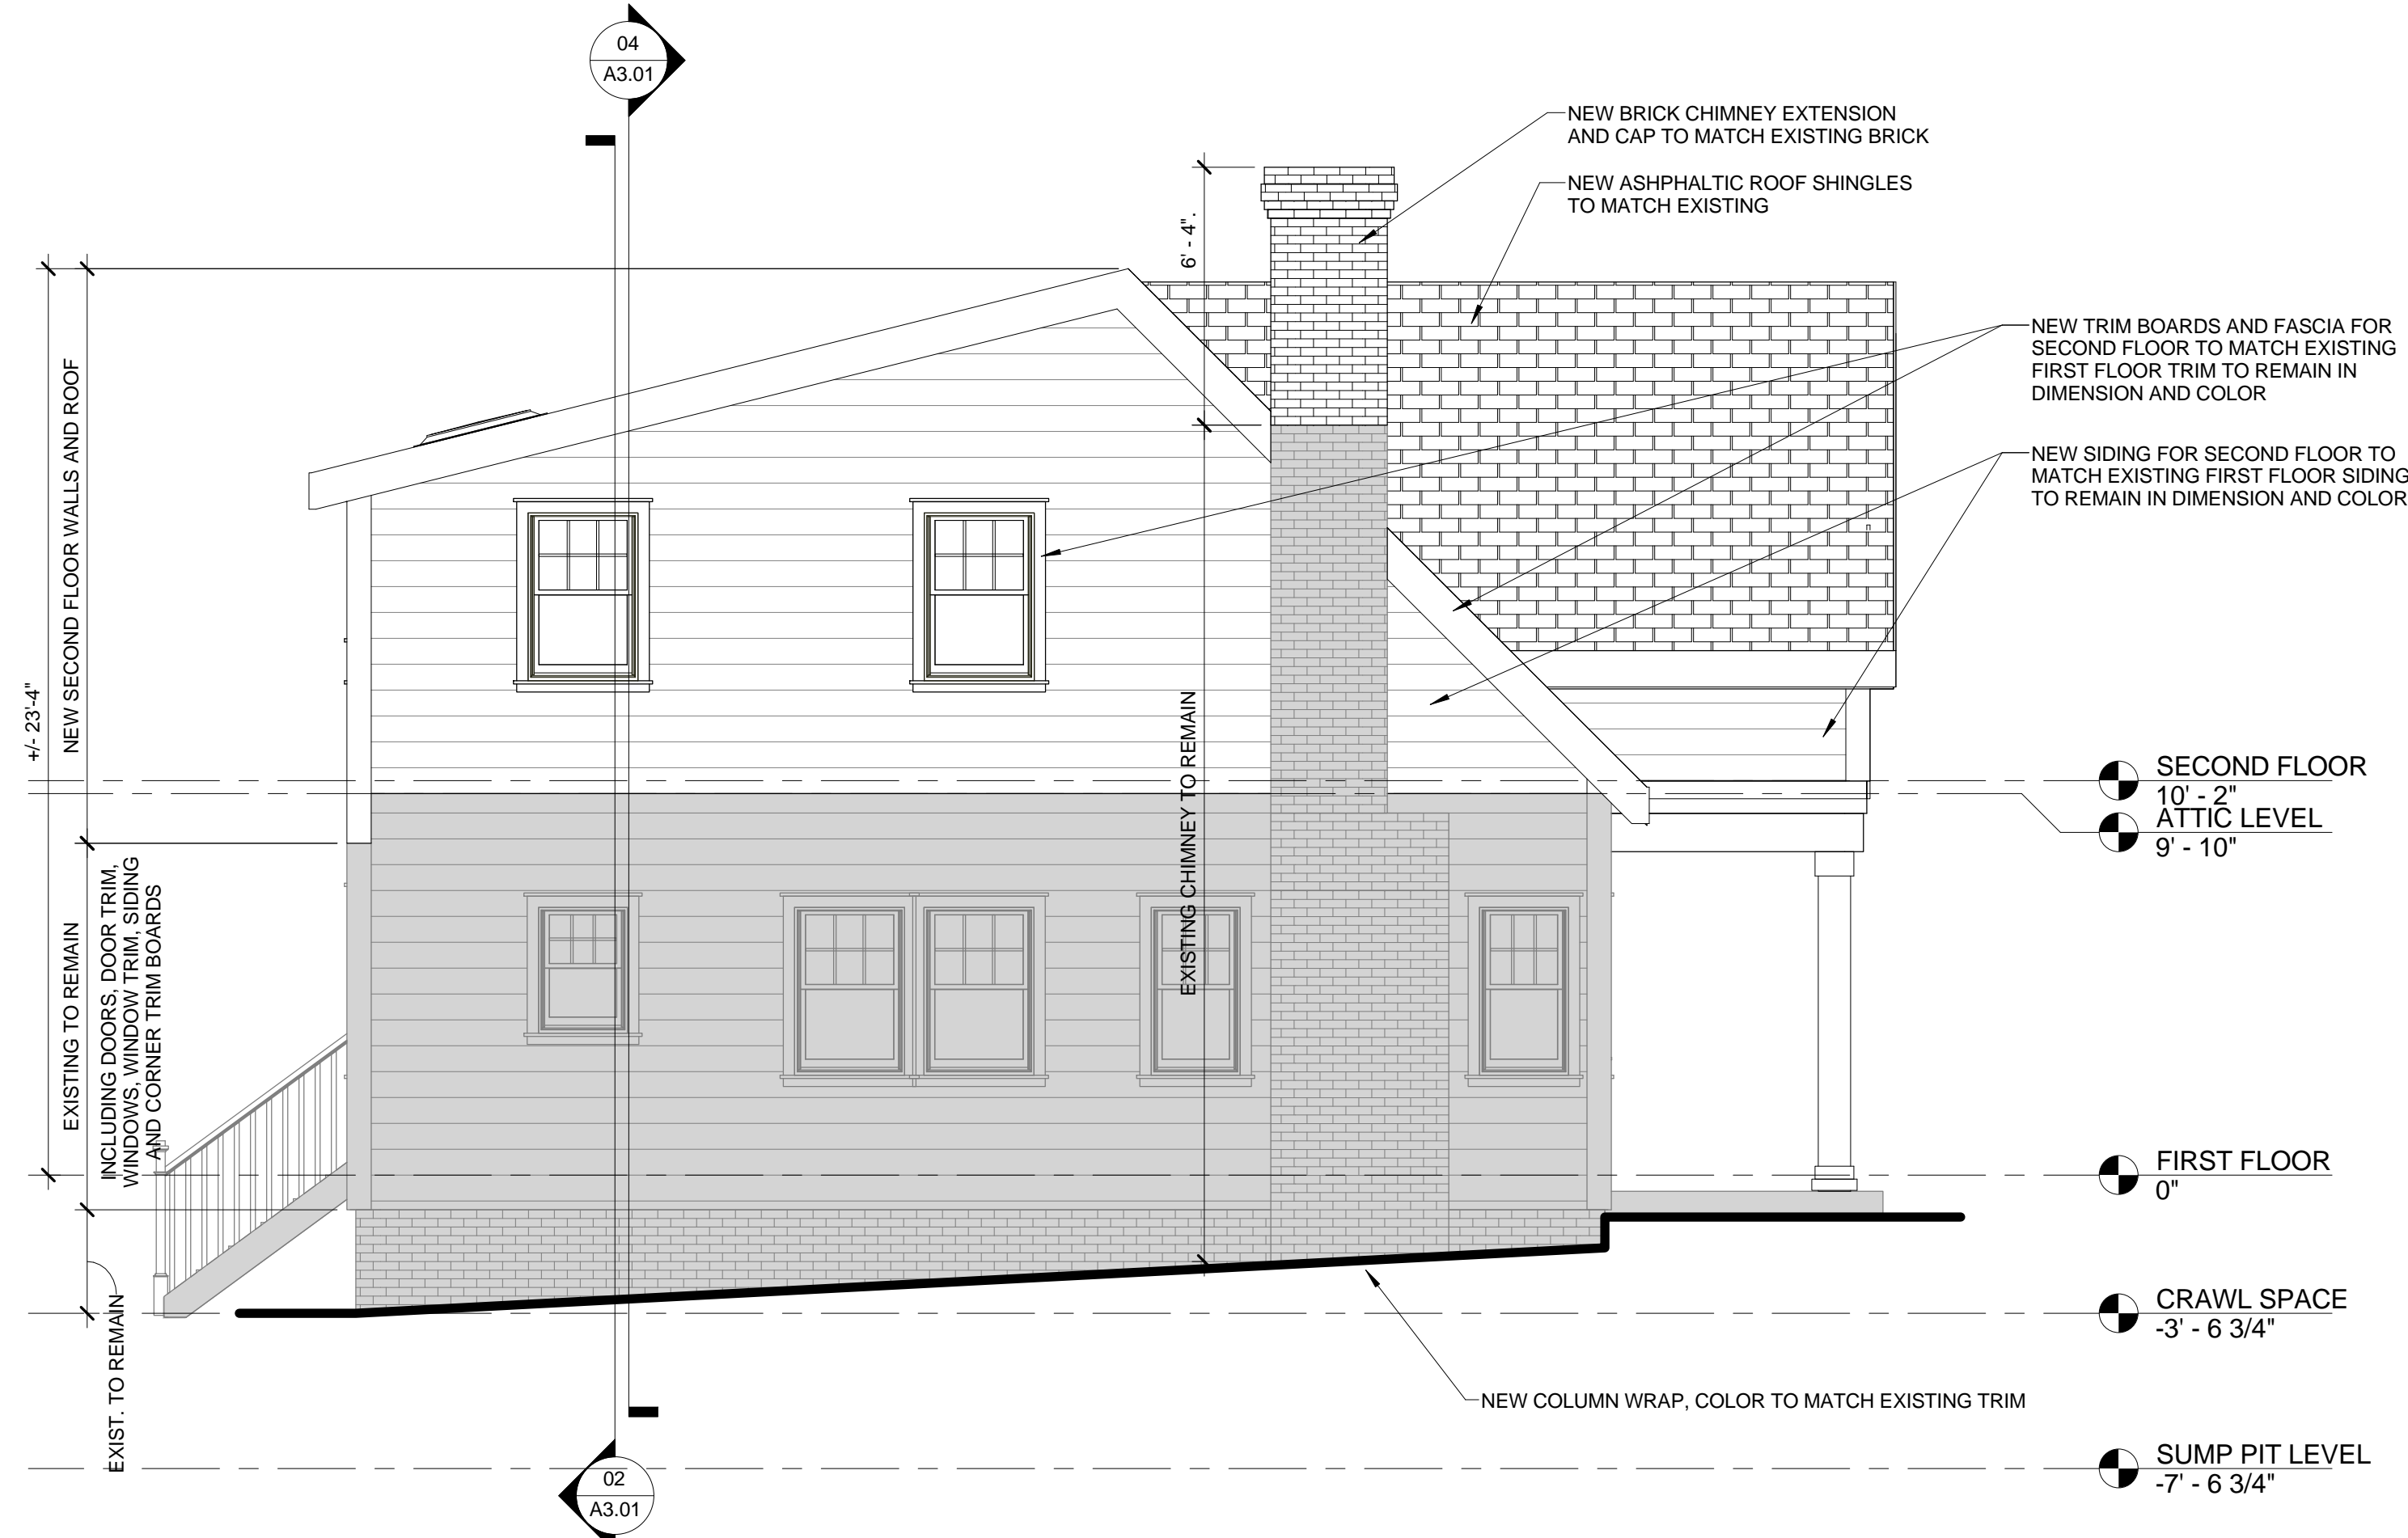 04
A3.01
NEW BRICK CHIMNEY EXTENSION
AND CAP TO MATCH EXISTING BRICK
NEW ASHPHALTIC ROOF SHINGLES
TO MATCH EXISTING
6' - 4".
NEW TRIM BOARDS AND FASCIA FOR
SECOND FLOOR TO MATCH EXISTING
FIRST FLOOR TRIM TO REMAIN IN
DIMENSION AND COLOR
NEW SIDING FOR SECOND FLOOR TO
MATCH EXISTING FIRST FLOOR SIDING
TO REMAIN IN DIMENSION AND COLOR
+/- 23'-4"
NEW SECOND FLOOR WALLS AND ROOF
EXISTING CHIMNEY TO REMAIN
SECOND FLOOR
10' - 2"
ATTIC LEVEL
9' - 10"
EXISTING TO REMAIN
INCLUDING DOORS, DOOR TRIM,
WINDOWS, WINDOW TRIM, SIDING
AND CORNER TRIM BOARDS
FIRST FLOOR
0"
CRAWL SPACE
-3' - 6 3/4"
EXIST. TO REMAIN
NEW COLUMN WRAP, COLOR TO MATCH EXISTING TRIM
SUMP PIT LEVEL
-7' - 6 3/4"
02
A3.01